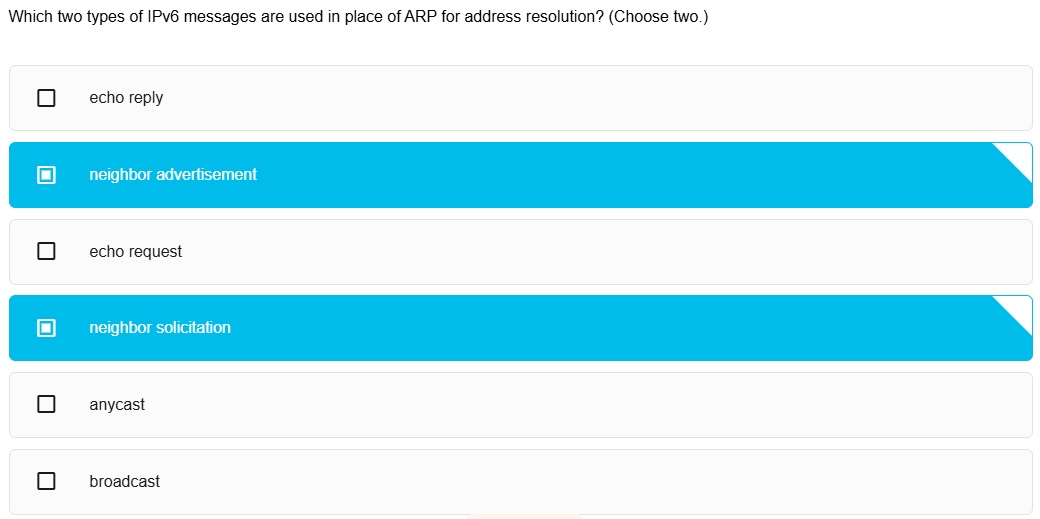 Which two types of IPv6 messages are used in place of ARP for address resolution? (Choose two.)
echo reply
neighbor advertisement
echo request
neighbor solicitation
anycast
broadcast